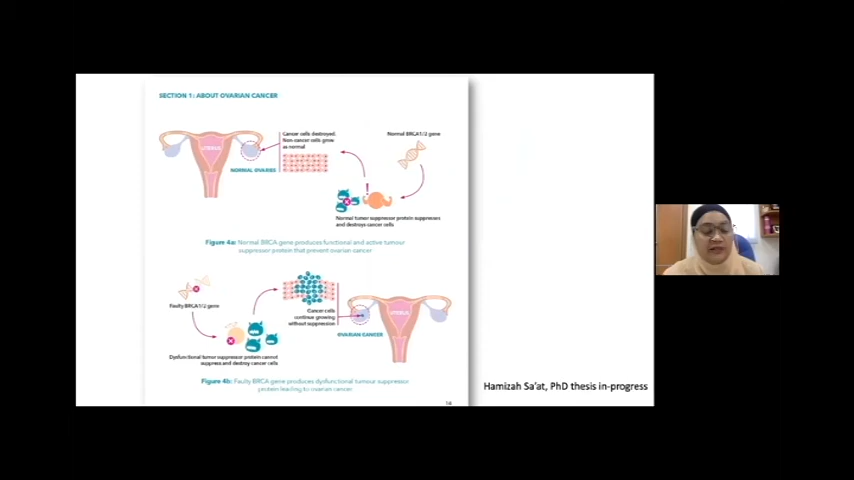 SECTION 1: ABOUT OVARIAN CANCER
Cancer cells destroyed.
Non-cancer cells grow
as normal
Normal BRCA1/2 gene
UTERUS
NORMAL OVARIES
Normal tumor suppressor protein suppresses
and destroys cancer cells
Figure 4a: Normal BRCA gene produces functional and active tumour
suppressor protein that prevent ovarian cancer
Faulty BRCA1/2 gene
Cancer cells
continue growing
without suppression
UTERUS
OVARIAN CANCER
Dysfunctional tumor suppressor protein cannot
suppress and destroy cancer cells
Figure 4b: Faulty BRCA gene produces dysfunctional tumour suppressor
protein leading to ovarian cancer.
Hamizah Sa'at, PhD thesis in-progress
14